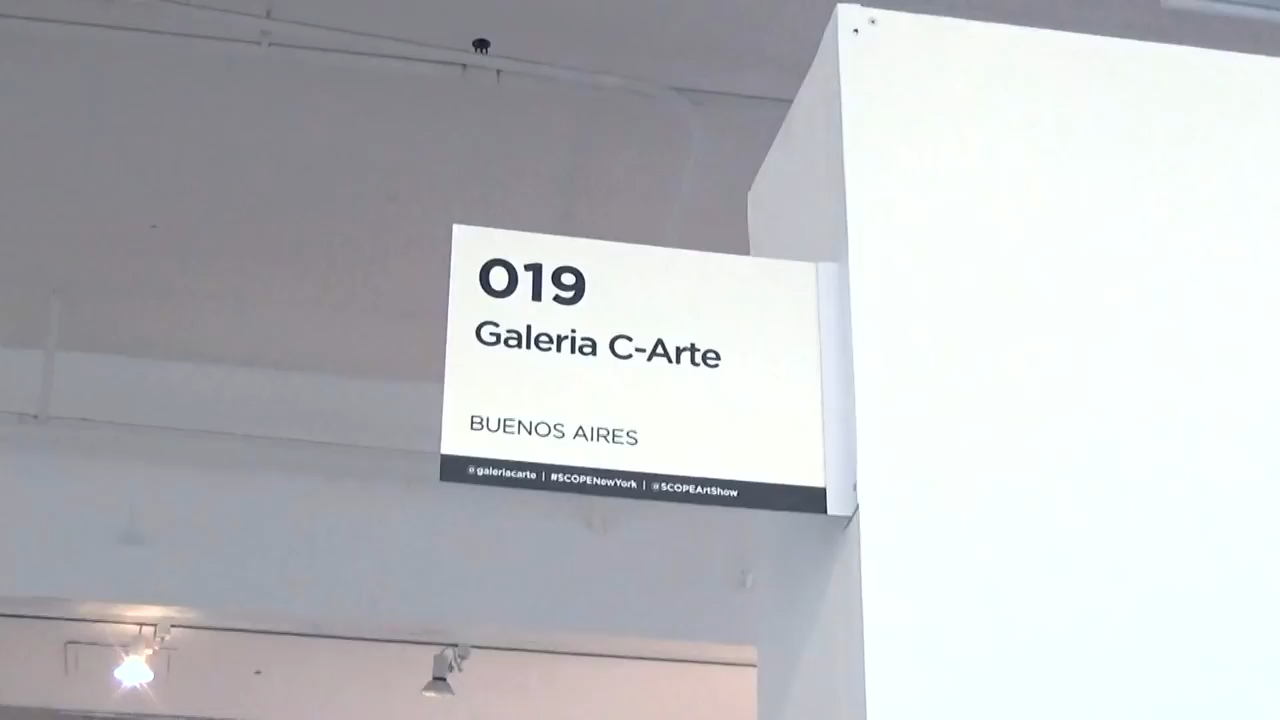 019
Galeria C-Arte
BUENOS AIRES
@galeriacarte | #SCOPENewYork | @SCOPEArtShow